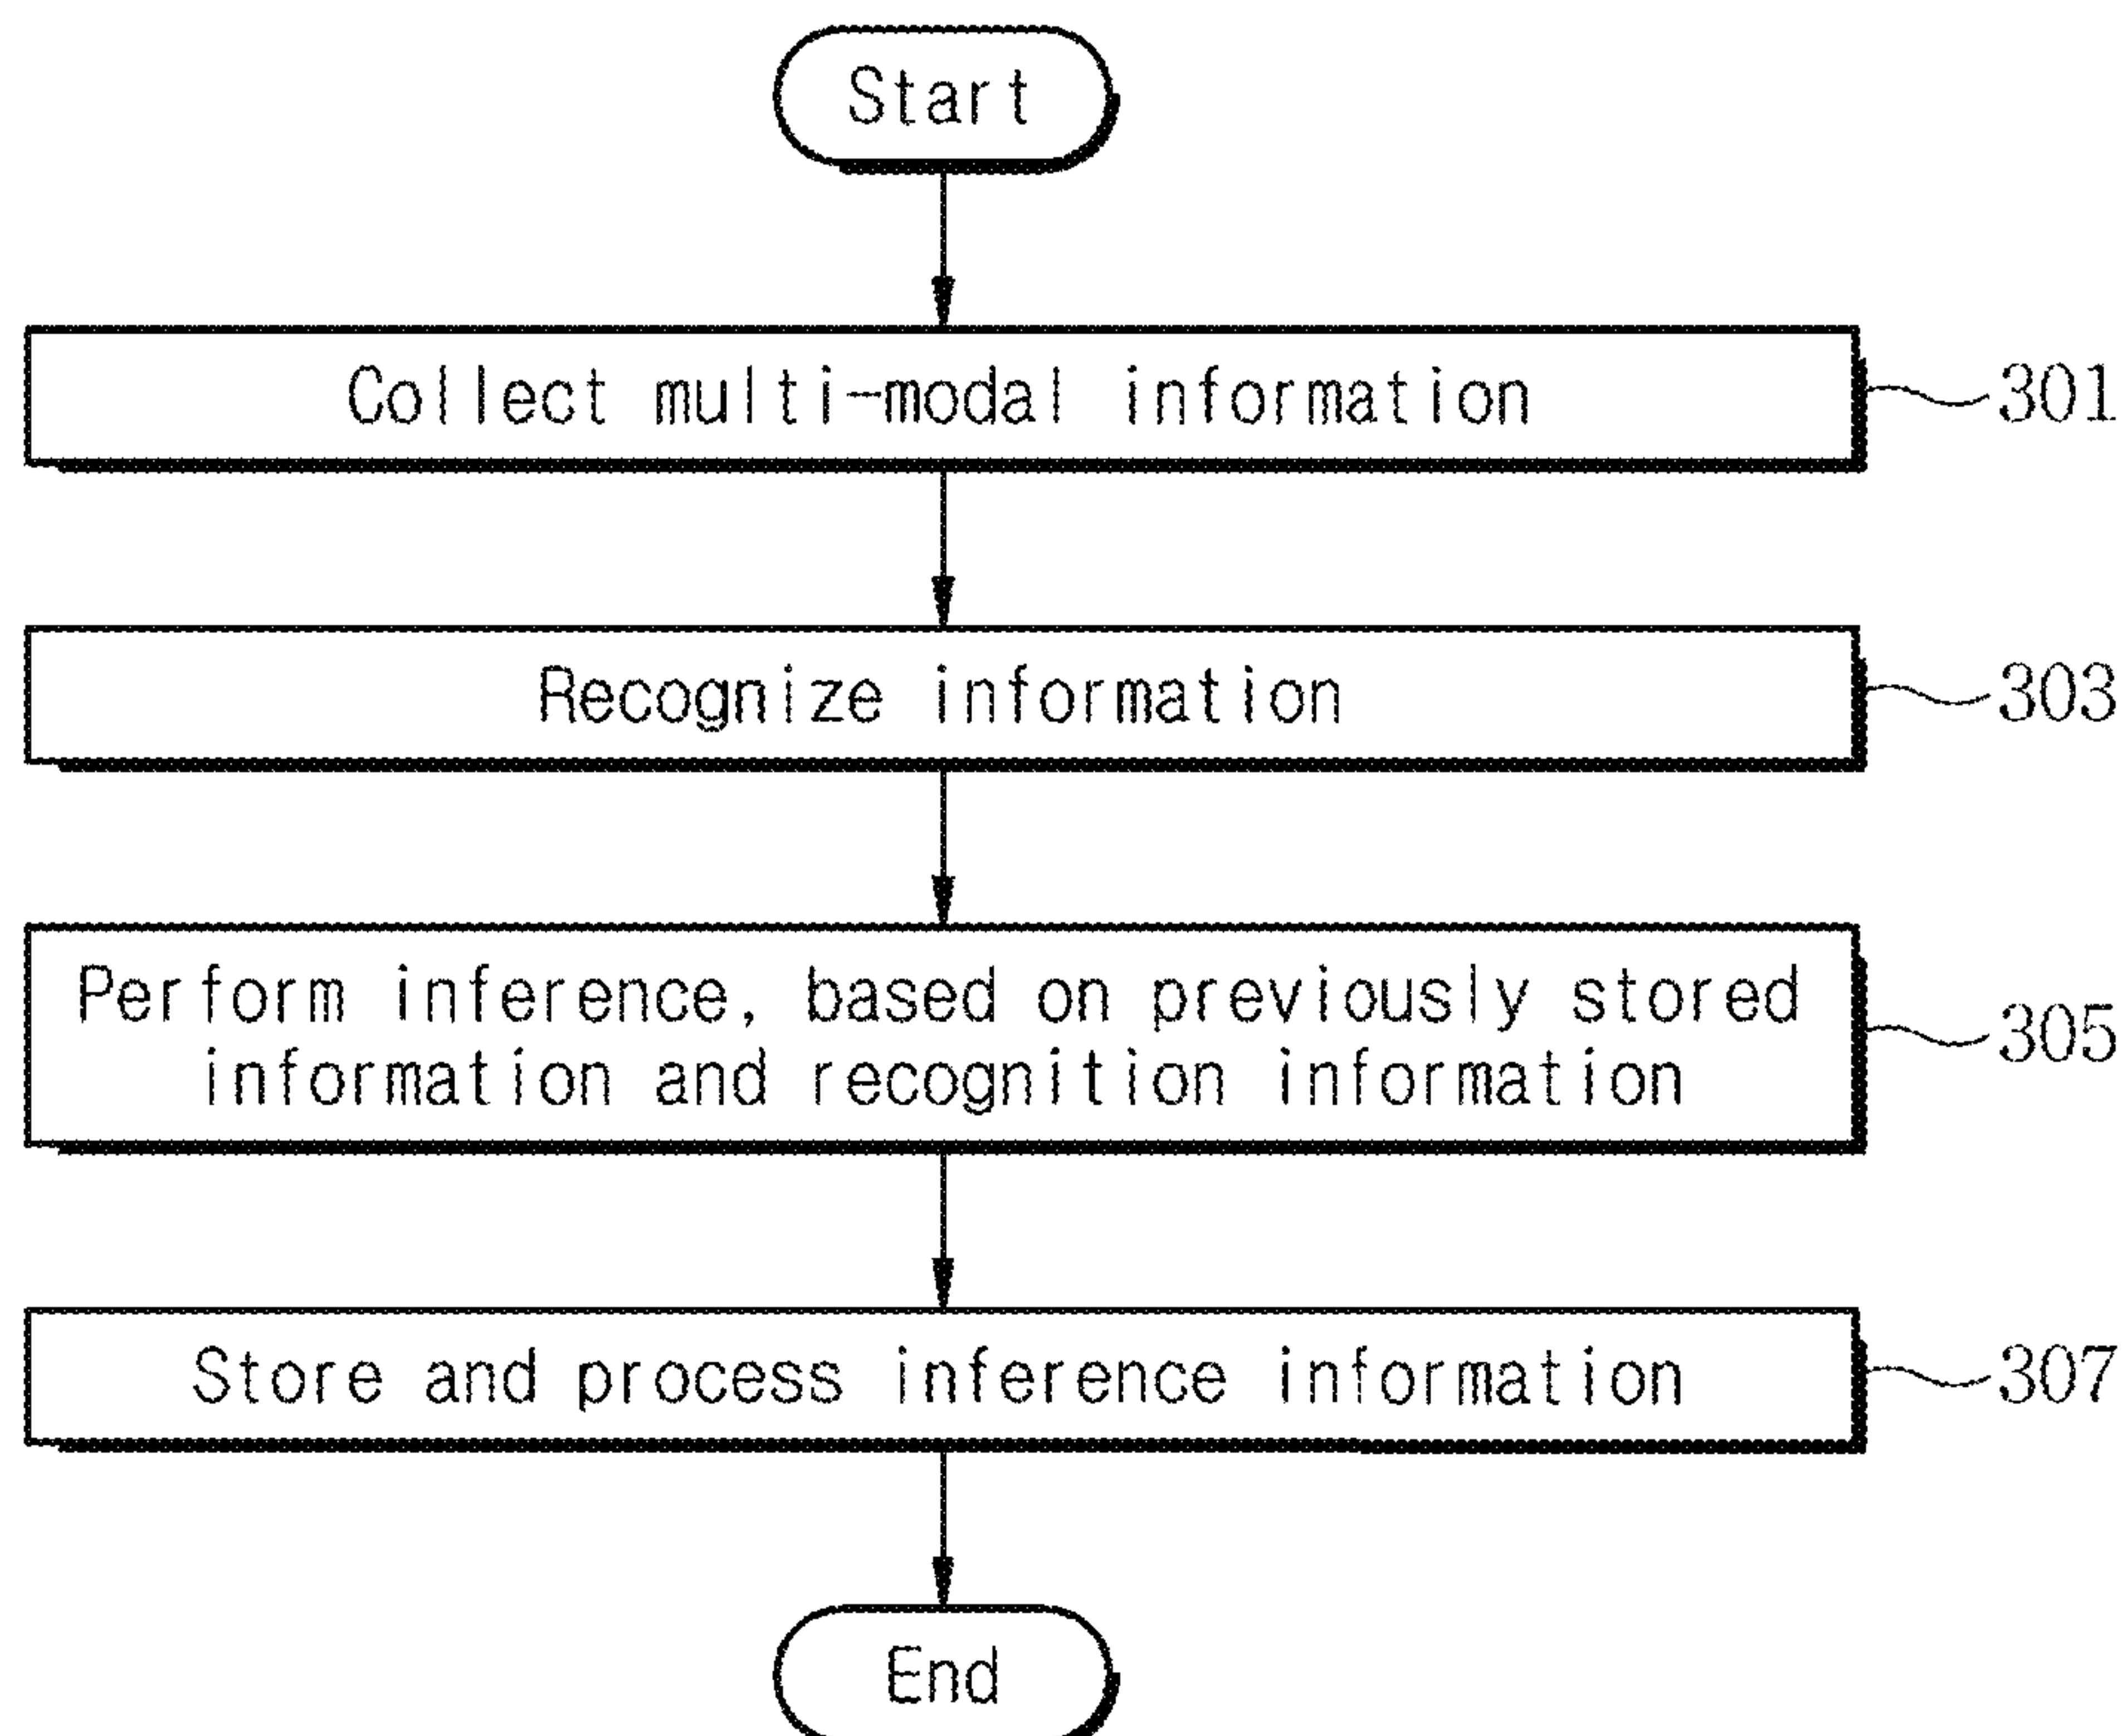 Start
Collect multi-modal information
301
Recognize information
303
Perform inference, based on previously stored
information and recognition information
305
Store and process inference information
307
End